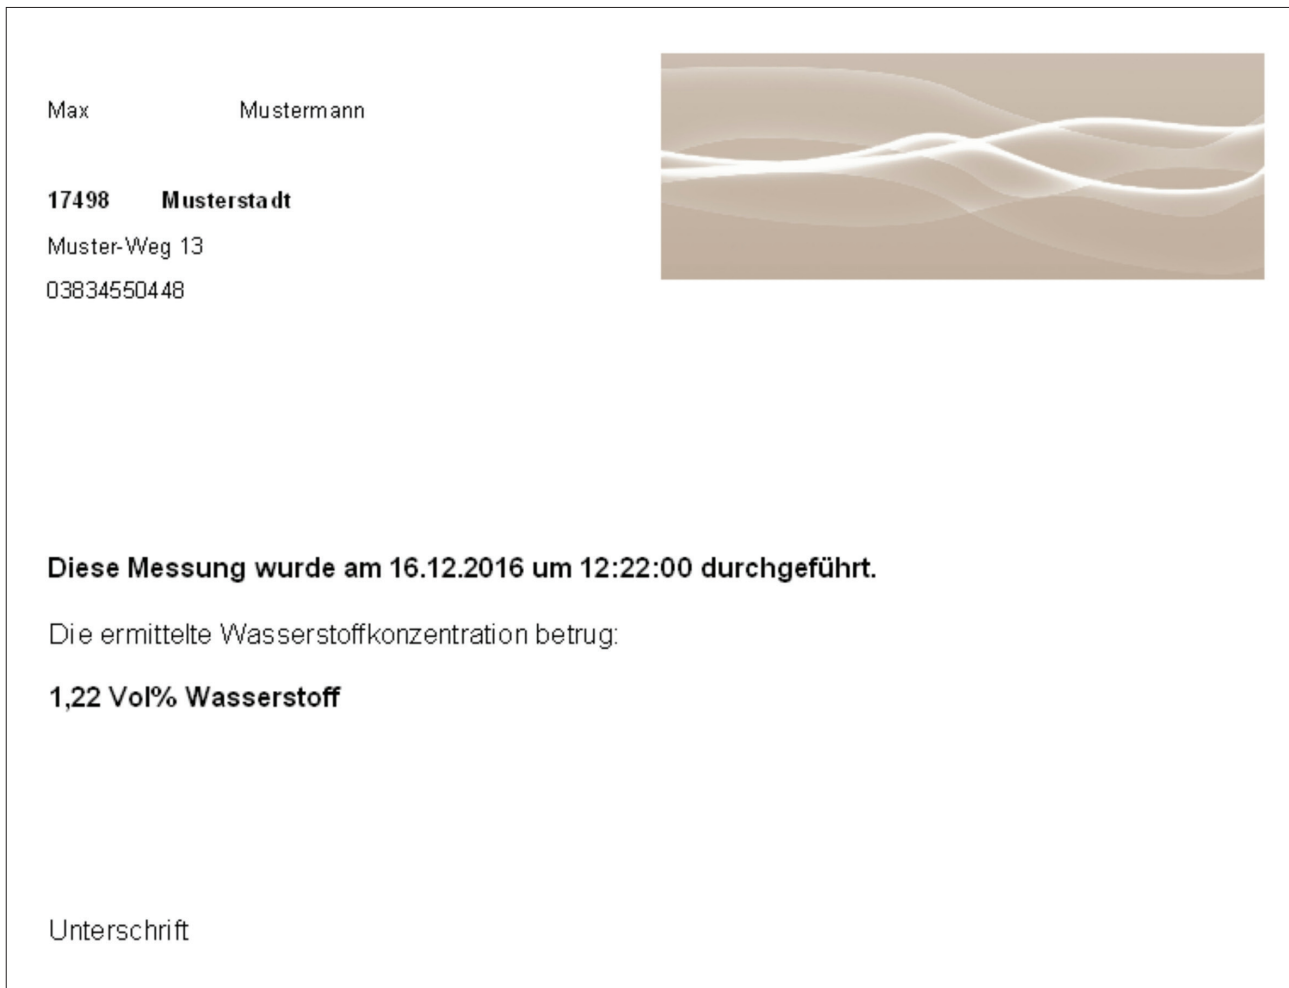 Max Mustermann
17498 Musterstadt
Muster-Weg 13
03834550448
Diese Messung wurde am 16.12.2016 um 12:22:00 durchgeführt.
Die ermittelte Wasserstoffkonzentration betrug:
1,22 Vol% Wasserstoff
Unterschrift